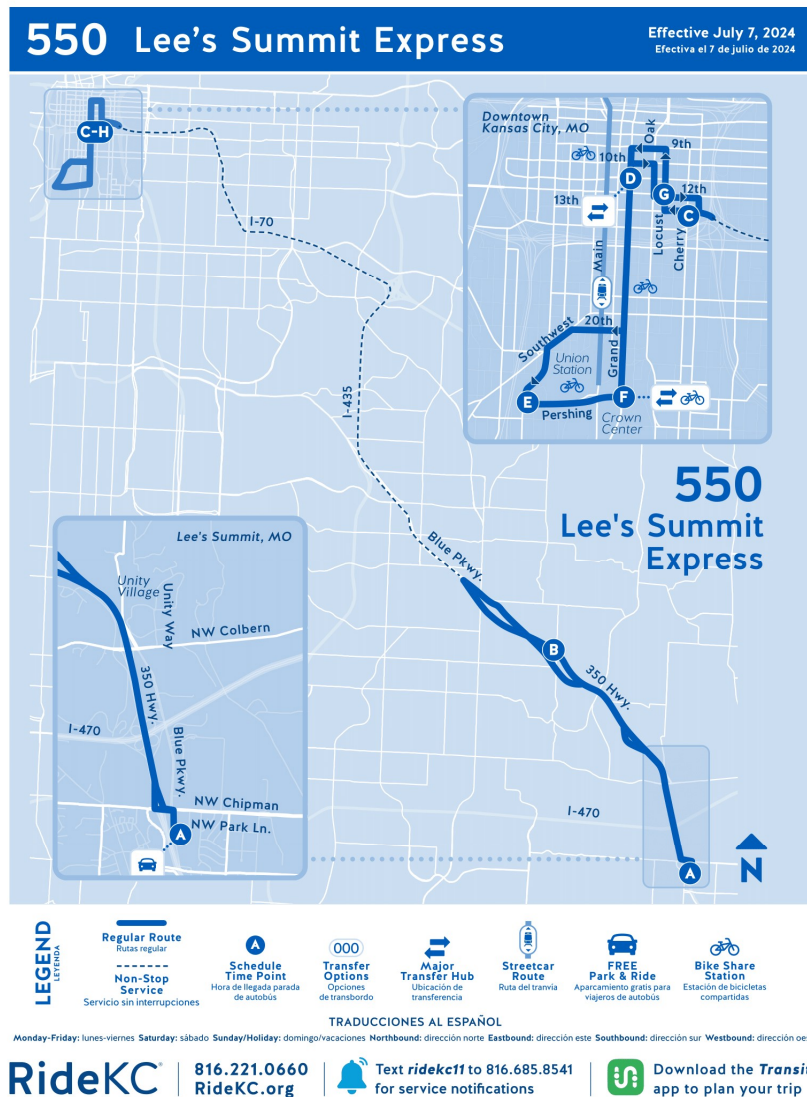 550 Lee's Summit Express
Effective July 7, 2024
Efectiva el 7 de julio de 2024
C-H
I-70
I-435
Downtown
Kansas City, MO
Oak
9th
10th
D
G
12th
C
13th
Locust
Cherry
Main
20th
Southwest
Grand
Union
Station
E
F
Pershing
Crown
Center
550
Lee's Summit
Express
Blue Pkwy.
B
350 Hwy.
I-470
A
N
Lee's Summit, MO
Unity
Village
Unity Way
NW Colbern
350 Hwy.
I-470
Blue Pkwy.
NW Chipman
NW Park Ln.
A
LEGEND
LEYENDA
Regular Route
Rutas regular
Non-Stop
Service
Servicio sin interrupciones
A
Schedule
Time Point
Hora de llegada parada
de autobús
000
Transfer
Options
Opciones
de transbordo
Major
Transfer Hub
Ubicación de
transferencia
Streetcar
Route
Ruta del tranvía
FREE
Park & Ride
Aparcamiento gratis para
viajeros de autobús
Bike Share
Station
Estación de bicicletas
compartidas
TRADUCCIONES AL ESPAÑOL
Monday-Friday: lunes-viernes Saturday: sábado Sunday/Holiday: domingo/vacaciones Northbound: dirección norte Eastbound: dirección este Southbound: dirección sur Westbound: dirección oe
RideKC
816.221.0660
RideKC.org
Text ridekc11 to 816.685.8541
for service notifications
Download the Transi
app to plan your trip